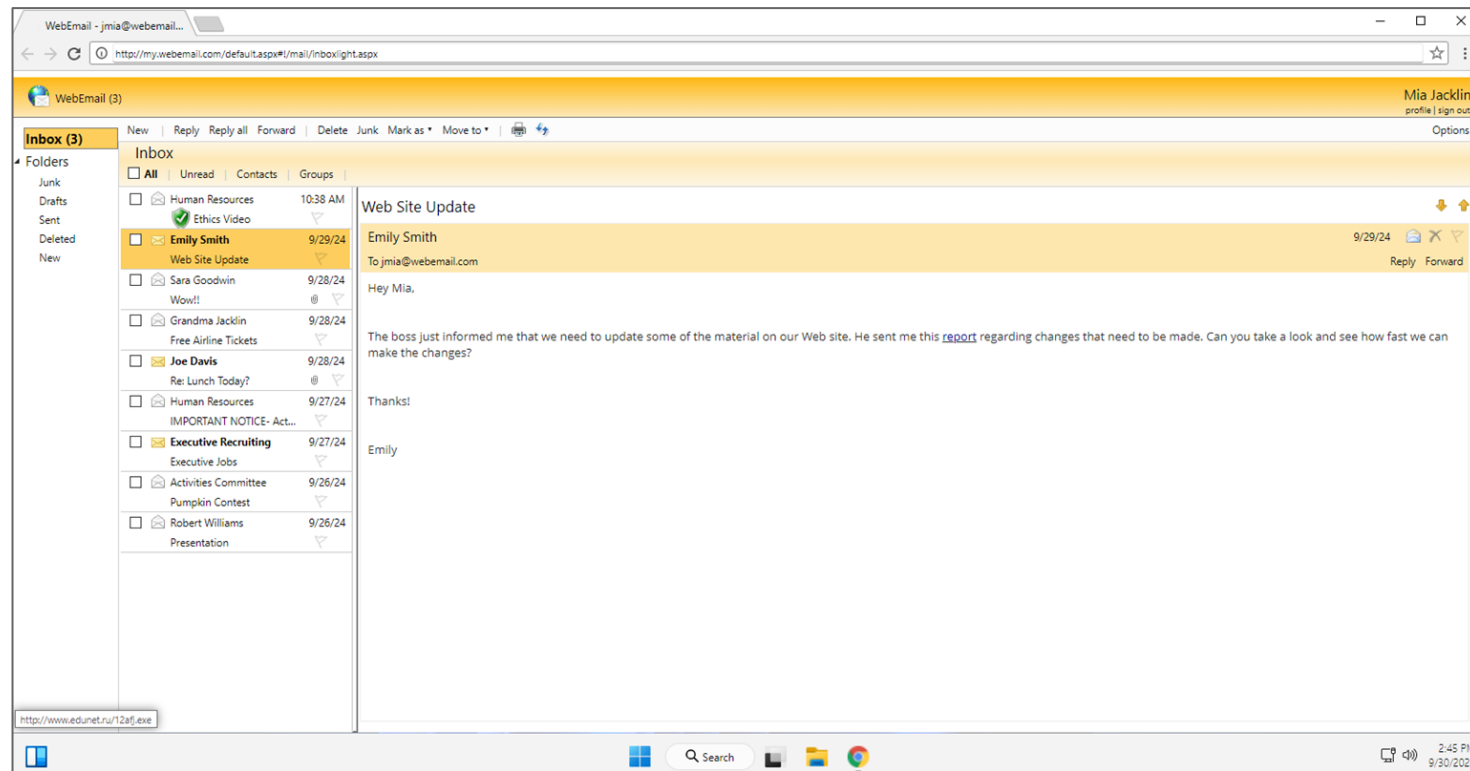 WebEmail - jmia@webemail...
http://my.webemail.com/default.aspx#!/mail/inboxlight.aspx
WebEmail (3)
Mia Jacklin
profile | sign out
Inbox (3)
Folders
Junk
Drafts
Sent
Deleted
New
New | Reply Reply all Forward | Delete Junk Mark as Move to |
Options
Inbox
All | Unread | Contacts | Groups |
Human Resources 10:38 AM
Ethics Video
Emily Smith 9/29/24
Web Site Update
Sara Goodwin 9/28/24
Wow!!
Grandma Jacklin 9/28/24
Free Airline Tickets
Joe Davis 9/28/24
Re: Lunch Today?
Human Resources 9/27/24
IMPORTANT NOTICE- Act...
Executive Recruiting 9/27/24
Executive Jobs
Activities Committee 9/26/24
Pumpkin Contest
Robert Williams 9/26/24
Presentation
Web Site Update
Emily Smith 9/29/24
To jmia@webemail.com Reply Forward
Hey Mia,
The boss just informed me that we need to update some of the material on our Web site. He sent me this report regarding changes that need to be made. Can you take a look and see how fast we can
make the changes?
Thanks!
Emily
http://www.edunet.ru/12afj.exe
Search
2:45 PM
9/30/202